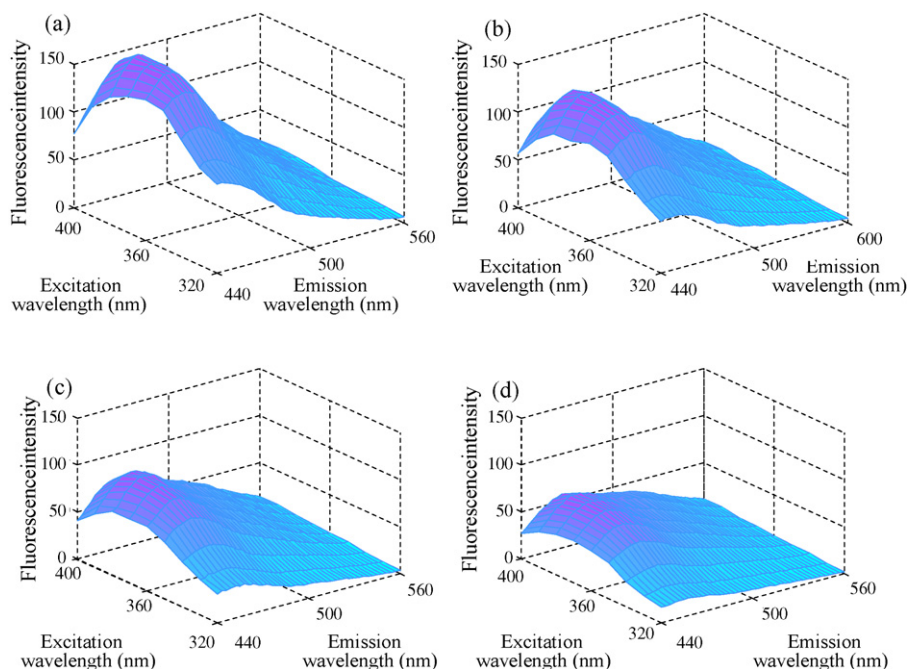 (a)
Fluorescenceintensity
150
100
50
0
400
360
320
440
500
560
Excitation
wavelength (nm)
Emission
wavelength (nm)
(b)
Fluorescenceintensity
150
100
50
0
400
360
320
440
500
600
Excitation
wavelength (nm)
Emission
wavelength (nm)
(c)
Fluorescenceintensity
150
100
50
0
400
360
320
440
500
560
Excitation
wavelength (nm)
Emission
wavelength (nm)
(d)
Fluorescenceintensity
150
100
50
0
400
360
320
440
500
560
Excitation
wavelength (nm)
Emission
wavelength (nm)